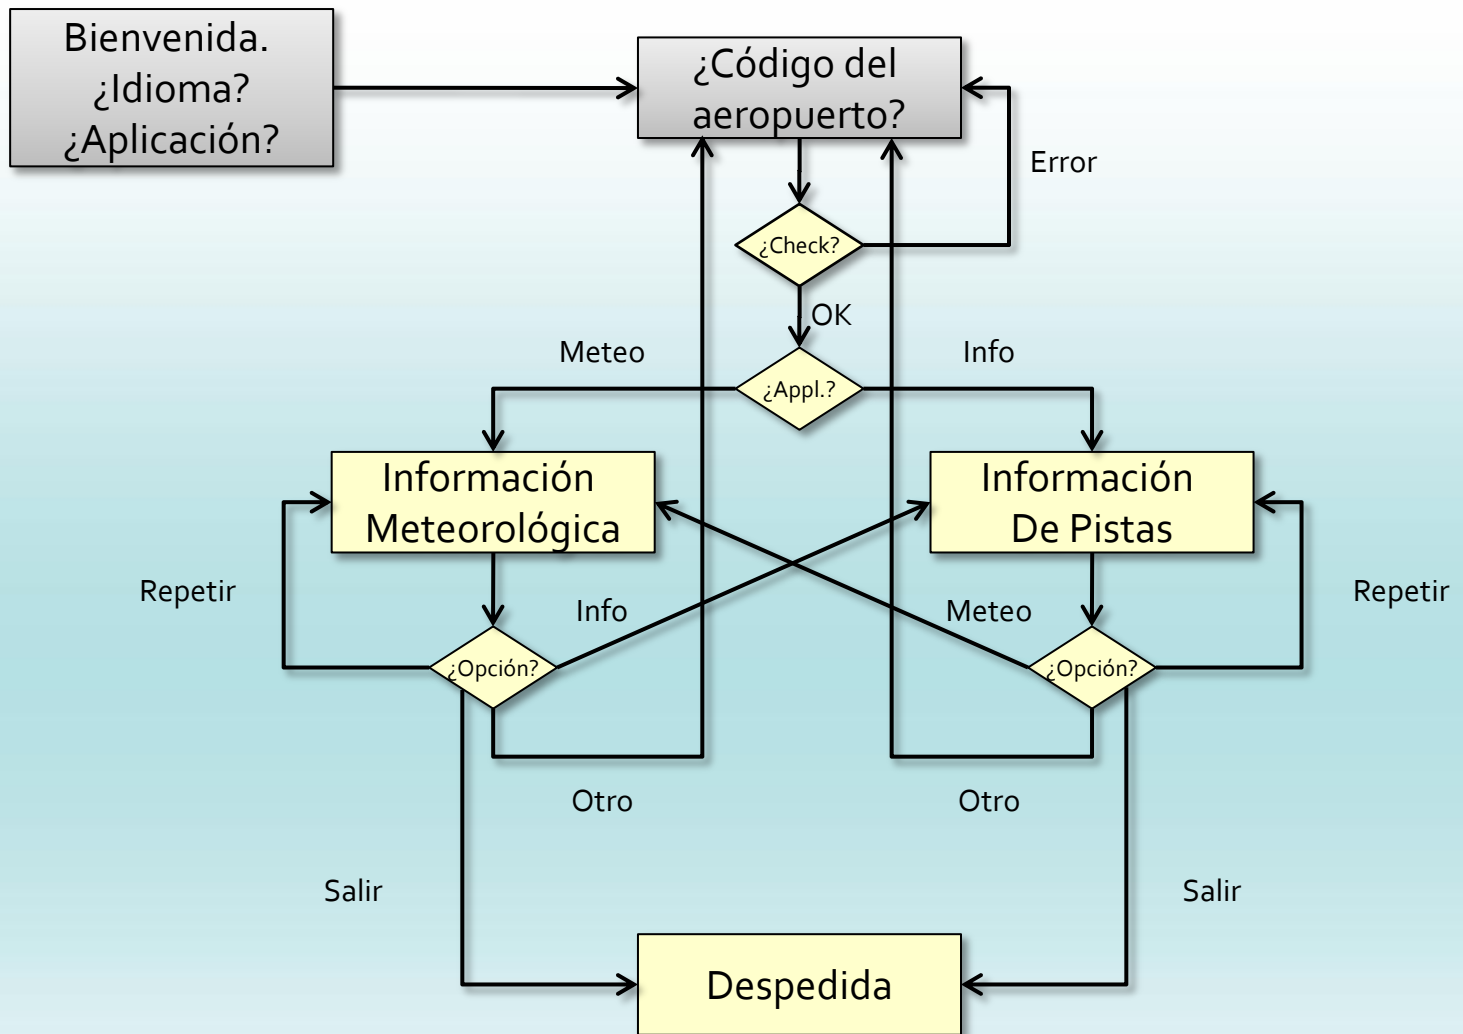 Bienvenida.
¿Idioma?
¿Aplicación?
¿Código del
aeropuerto?
Error
¿Check?
OK
Meteo
Info
¿Appl.?
Información
Meteorológica
Información
De Pistas
Repetir
Info
Meteo
Repetir
¿Opción?
¿Opción?
Otro
Otro
Salir
Salir
Despedida